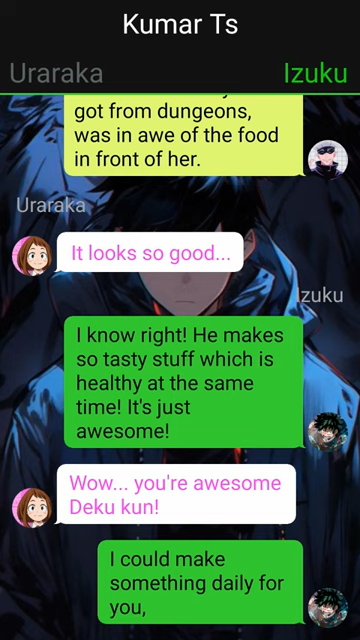 Kumar Ts
Uraraka
Izuku
got from dungeons,
was in awe of the food
in front of her.
Uraraka
It looks so good...
Izuku
I know right! He makes
so tasty stuff which is
healthy at the same
time! It's just
awesome!
Wow... you're awesome
Deku kun!
I could make
something daily for
you,